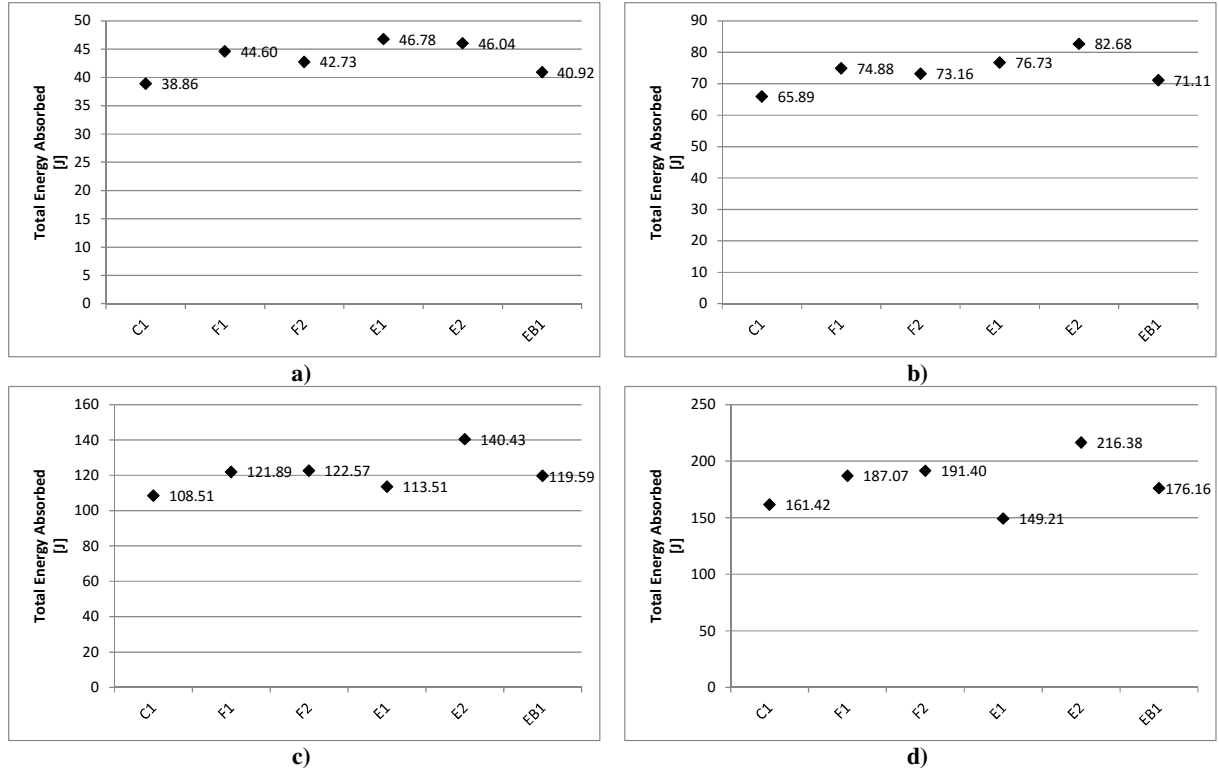 50
45
40
35
30
25
20
15
10
5
0
Total Energy Absorbed
[J]
38.86
44.60
42.73
46.78
46.04
40.92
C1
F1
F2
E1
E2
EB1
a)
90
80
70
60
50
40
30
20
10
0
Total Energy Absorbed
[J]
65.89
74.88
73.16
76.73
82.68
71.11
C1
F1
F2
E1
E2
EB1
b)
160
140
120
100
80
60
40
20
0
Total Energy Absorbed
[J]
108.51
121.89
122.57
113.51
140.43
119.59
C1
F1
F2
E1
E2
EB1
c)
250
200
150
100
50
0
Total Energy Absorbed
[J]
161.42
187.07
191.40
149.21
216.38
176.16
C1
F1
F2
E1
E2
EB1
d)